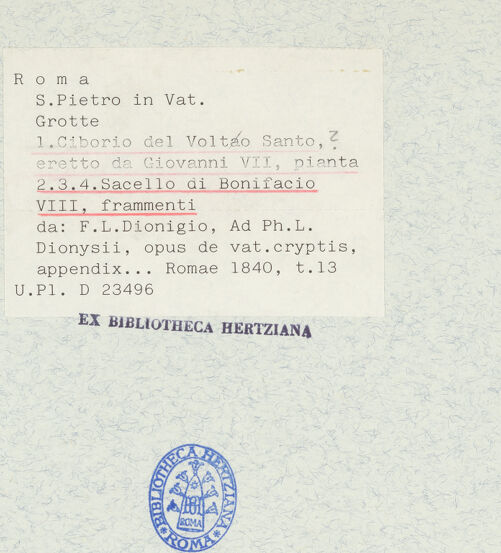 R o m a
S.Pietro in Vat.
Grotte
1.Ciborio del Voltáo Santo, ?
eretto da Giovanni VII, pianta
2.3.4.Sacello di Bonifacio
VIII, frammenti
da: F.L.Dionigio, Ad Ph.L.
Dionysii, opus de vat.cryptis,
appendix... Romae 1840, t.13
U.Pl. D 23496
EX BIBLIOTHECA HERTZIANA
BIBLIOTHECA HERTZIANA
ROMA
*ROMA*